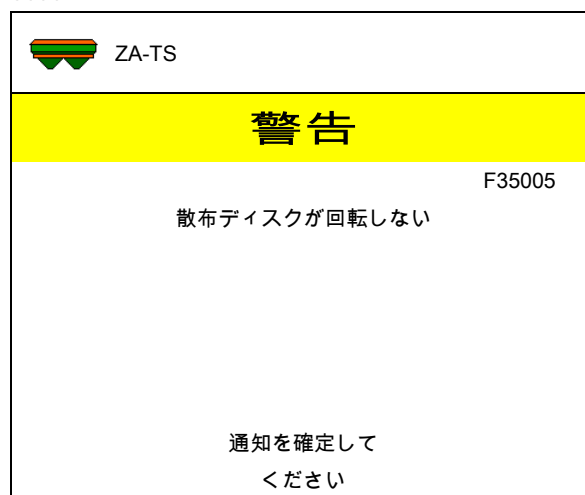 ZA-TS
警告
F35005
散布ディスクが回転しない
通知を確定して
ください